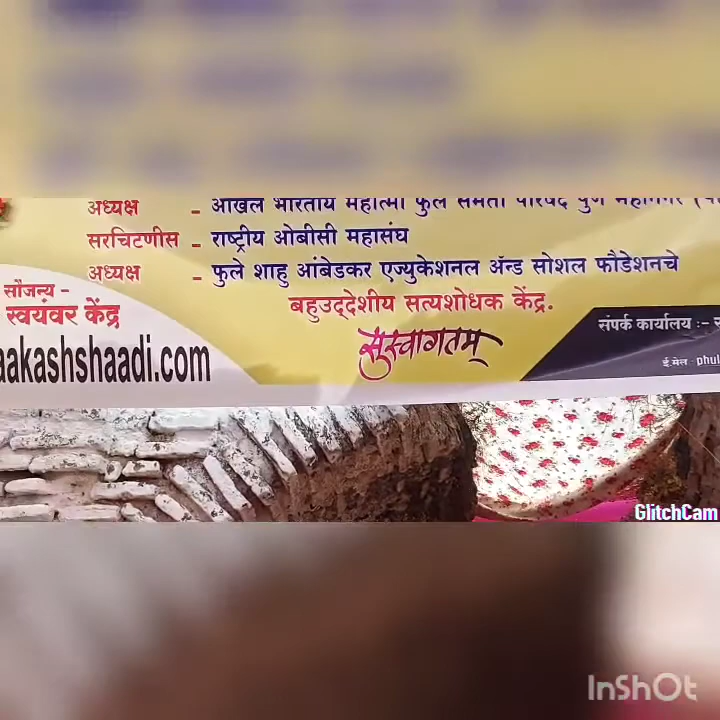 अध्यक्ष – भारतीय महात्मा फुले समता परिषद पुणे
सरचिटणीस – राष्ट्रीय ओबीसी महासंघ
अध्यक्ष – फुले शाहु आंबेडकर एज्युकेशनल ॲन्ड सोशल फौडेशनचे
बहुउद्देशीय सत्यशोधक केंद्र.
सौजन्य –
स्वयंवर केंद्र
aakashshaadi.com
सुस्वागतम्
संपर्क कार्यालय :–
ई.मेल - phul
GlitchCam
InShOt